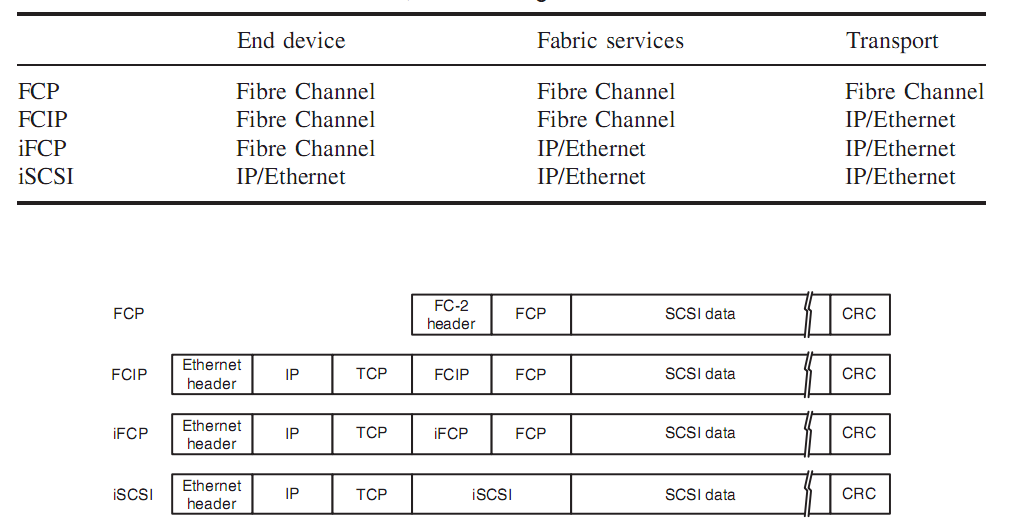 End device Fabric services Transport
FCP Fibre Channel Fibre Channel Fibre Channel
FCIP Fibre Channel Fibre Channel IP/Ethernet
iFCP Fibre Channel IP/Ethernet IP/Ethernet
iSCSI IP/Ethernet IP/Ethernet IP/Ethernet
FCP FC-2 header FCP SCSI data CRC
FCIP Ethernet header IP TCP FCIP FCP SCSI data CRC
iFCP Ethernet header IP TCP iFCP FCP SCSI data CRC
iSCSI Ethernet header IP TCP iSCSI SCSI data CRC